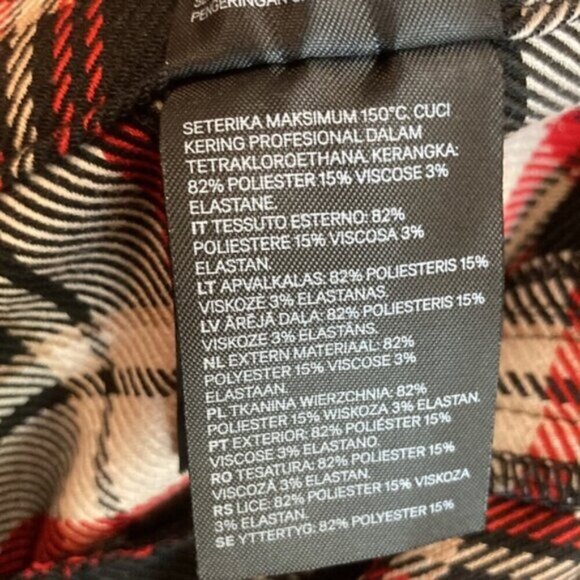 PENGERINGAN
SETERIKA MAKSIMUM 150°C. CUCI
KERING PROFESIONAL DALAM
TETRAKLOROETHANA. KERANGKA:
82% POLIESTER 15% VISCOSE 3%
ELASTANE.
IT TESSUTO ESTERNO: 82%
POLIESTERE 15% VISCOSA 3%
ELASTAN.
LT APVALKALAS: 82% POLIESTERIS 15%
VISKOZĖ 3% ELASTANAS.
LV ĀRĒJĀ DAĻA: 82% POLIESTERIS 15%
VISKOZE 3% ELASTĀNS.
NL EXTERN MATERIAAL: 82%
POLYESTER 15% VISCOSE 3%
ELASTAAN.
PL TKANINA WIERZCHNIA: 82%
POLIESTER 15% WISKOZA 3% ELASTAN.
PT EXTERIOR: 82% POLIÉSTER 15%
VISCOSE 3% ELASTANO.
RO TESATURA: 82% POLIESTER 15%
VISCOZĂ 3% ELASTAN.
RS LICE: 82% POLIESTER 15% VISKOZA
3% ELASTAN.
SE YTTERTYG: 82% POLYESTER 15%